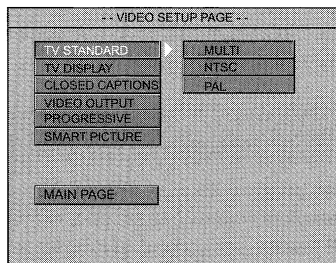 - - VIDEO SETUP PAGE - -
TV STANDARD
TV DISPLAY
CLOSED CAPTIONS
VIDEO OUTPUT
PROGRESSIVE
SMART PICTURE
MAIN PAGE
MULTI
NTSC
PAL